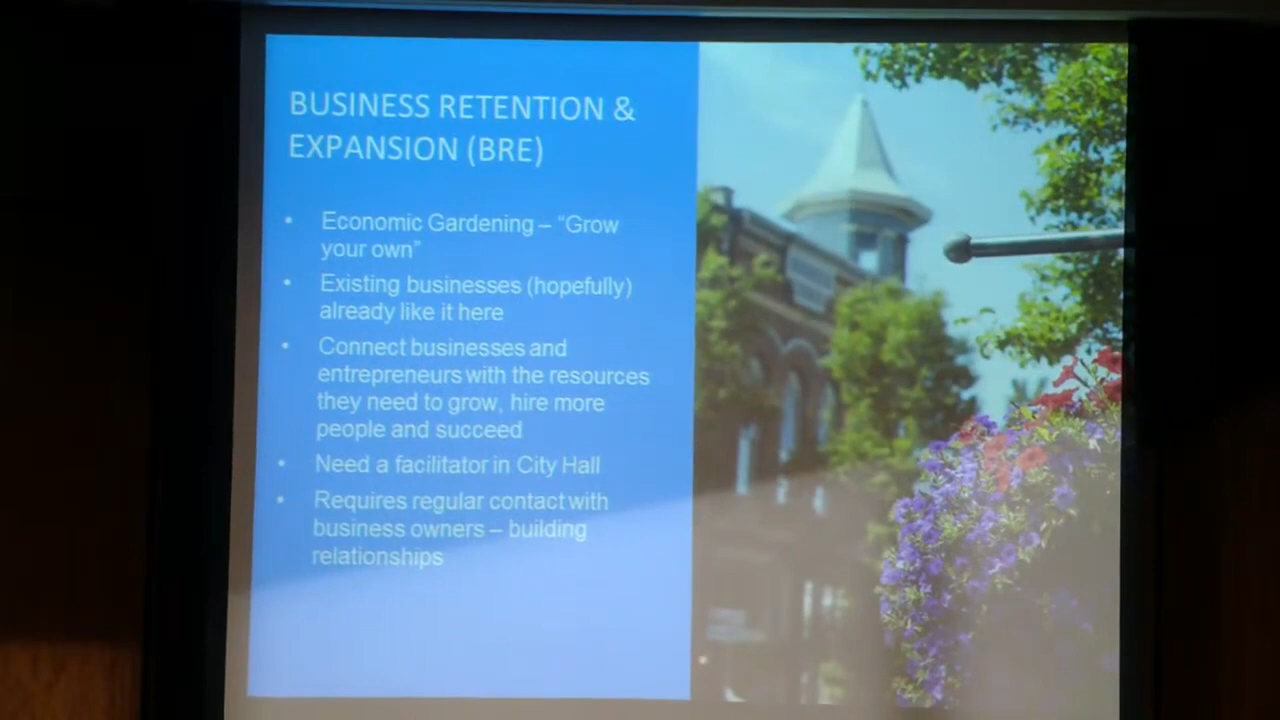 BUSINESS RETENTION &
EXPANSION (BRE)
• Economic Gardening – “Grow
your own”
• Existing businesses (hopefully)
already like it here
• Connect businesses and
entrepreneurs with the resources
they need to grow, hire more
people and succeed
• Need a facilitator in City Hall
• Requires regular contact with
business owners – building
relationships